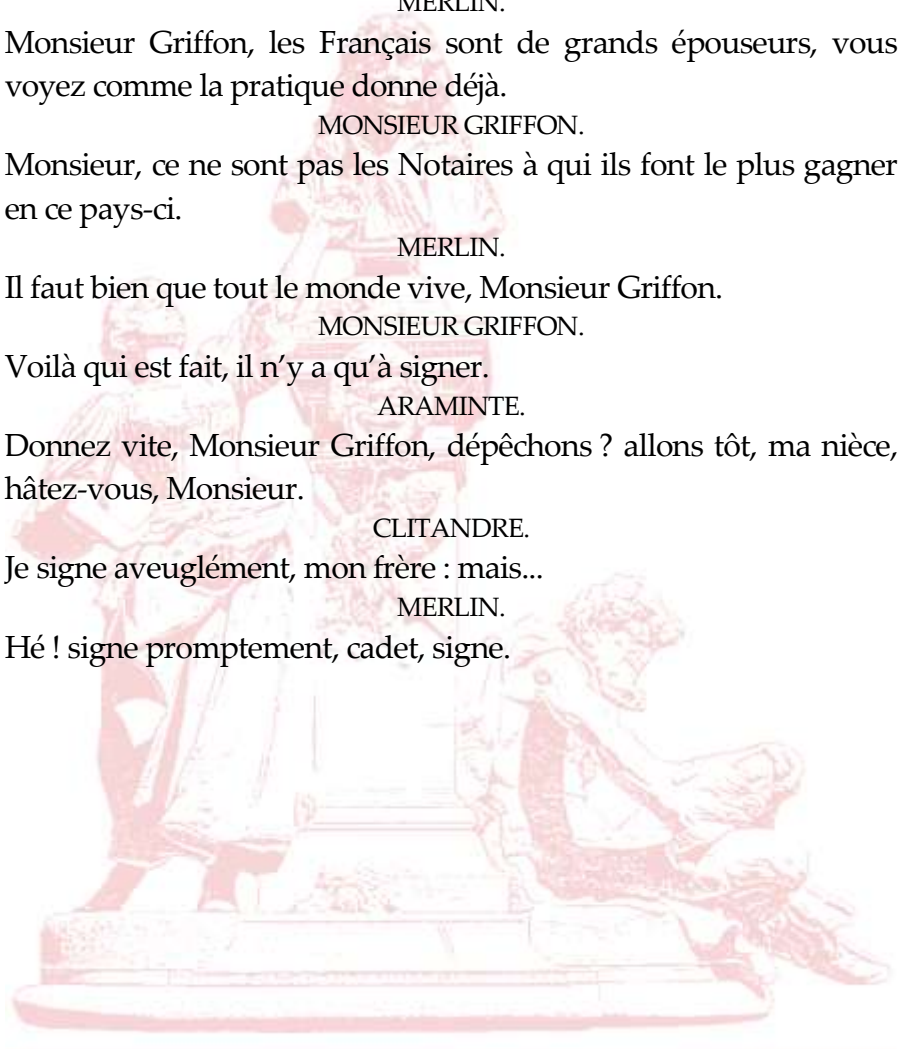 MERLIN.
Monsieur Griffon, les Français sont de grands épouseurs, vous
voyez comme la pratique donne déjà.
MONSIEUR GRIFFON.
Monsieur, ce ne sont pas les Notaires à qui ils font le plus gagner
en ce pays-ci.
MERLIN.
Il faut bien que tout le monde vive, Monsieur Griffon.
MONSIEUR GRIFFON.
Voilà qui est fait, il n’y a qu’à signer.
ARAMINTE.
Donnez vite, Monsieur Griffon, dépêchons ? allons tôt, ma nièce,
hâtez-vous, Monsieur.
CLITANDRE.
Je signe aveuglément, mon frère : mais...
MERLIN.
Hé ! signe promptement, cadet, signe.